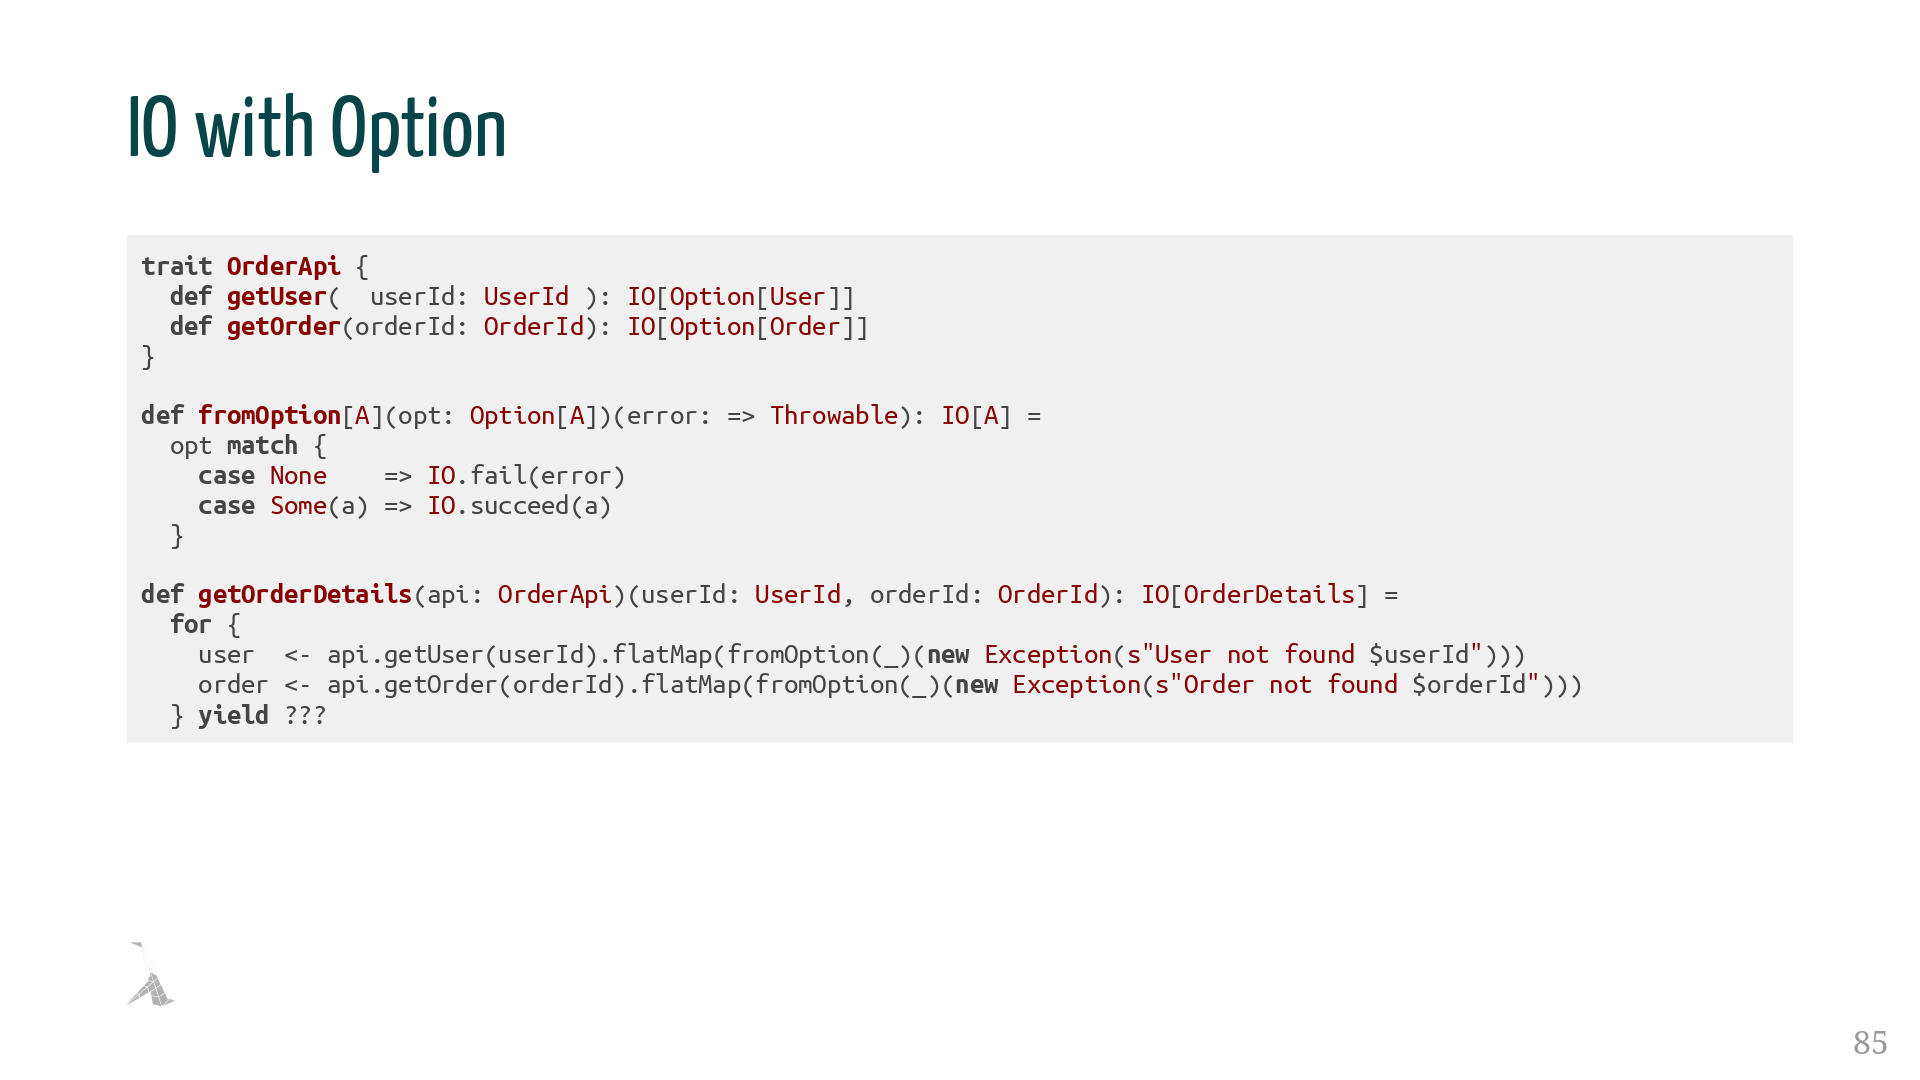 IO with Option
trait OrderApi {
  def getUser(  userId: UserId ): IO[Option[User]]
  def getOrder(orderId: OrderId): IO[Option[Order]]
}

def fromOption[A](opt: Option[A])(error: => Throwable): IO[A] =
  opt match {
    case None    => IO.fail(error)
    case Some(a) => IO.succeed(a)
  }

def getOrderDetails(api: OrderApi)(userId: UserId, orderId: OrderId): IO[OrderDetails] =
  for {
    user  <- api.getUser(userId).flatMap(fromOption(_)(new Exception(s"User not found $userId")))
    order <- api.getOrder(orderId).flatMap(fromOption(_)(new Exception(s"Order not found $orderId")))
  } yield ???
85